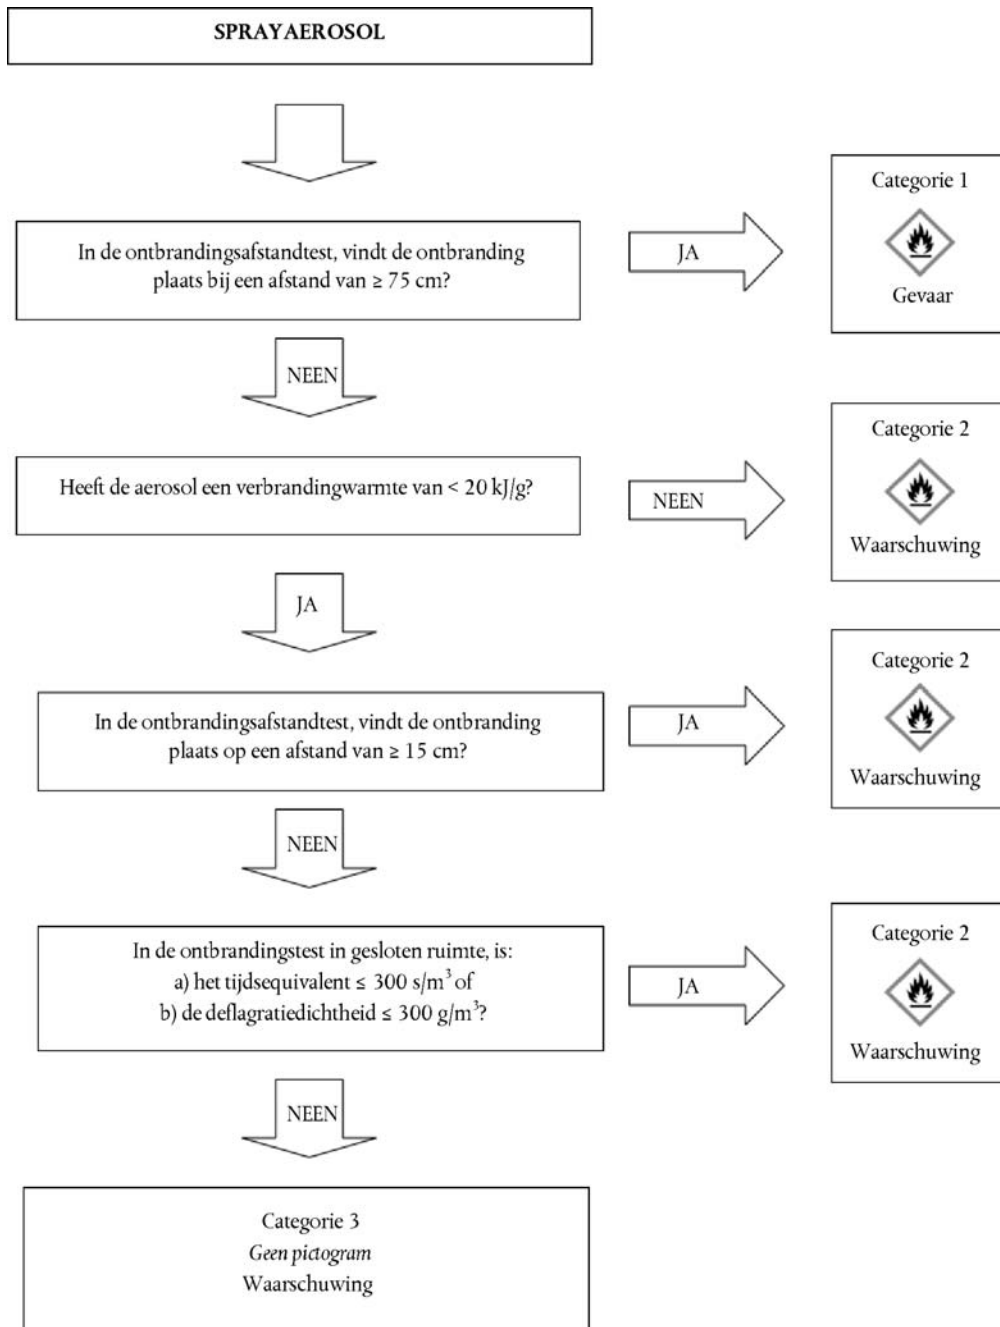 SPRAYAEROSOL
In de ontbrandingsafstandtest, vindt de ontbranding
plaats bij een afstand van ≥ 75 cm?
JA
Categorie 1
Gevaar
NEEN
Heeft de aerosol een verbrandingwarmte van < 20 kJ/g?
NEEN
Categorie 2
Waarschuwing
JA
In de ontbrandingsafstandtest, vindt de ontbranding
plaats op een afstand van ≥ 15 cm?
JA
Categorie 2
Waarschuwing
NEEN
In de ontbrandingstest in gesloten ruimte, is:
a) het tijdsequivalent ≤ 300 s/m³ of
b) de deflagratiedichtheid ≤ 300 g/m³?
JA
Categorie 2
Waarschuwing
NEEN
Categorie 3
Geen pictogram
Waarschuwing